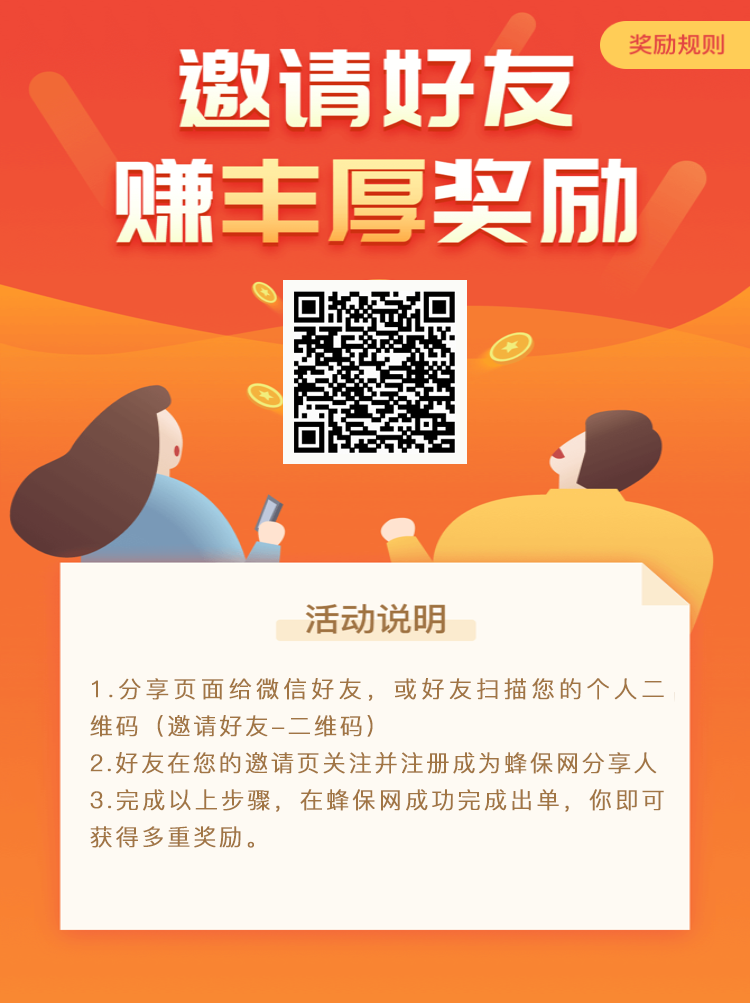 奖励规则
邀请好友
赚丰厚奖励
活动说明
1.分享页面给微信好友，或好友扫描您的个人二
维码（邀请好友-二维码）
2.好友在您的邀请页关注并注册成为蜂保网分享人
3.完成以上步骤，在蜂保网成功完成出单，你即可
获得多重奖励。